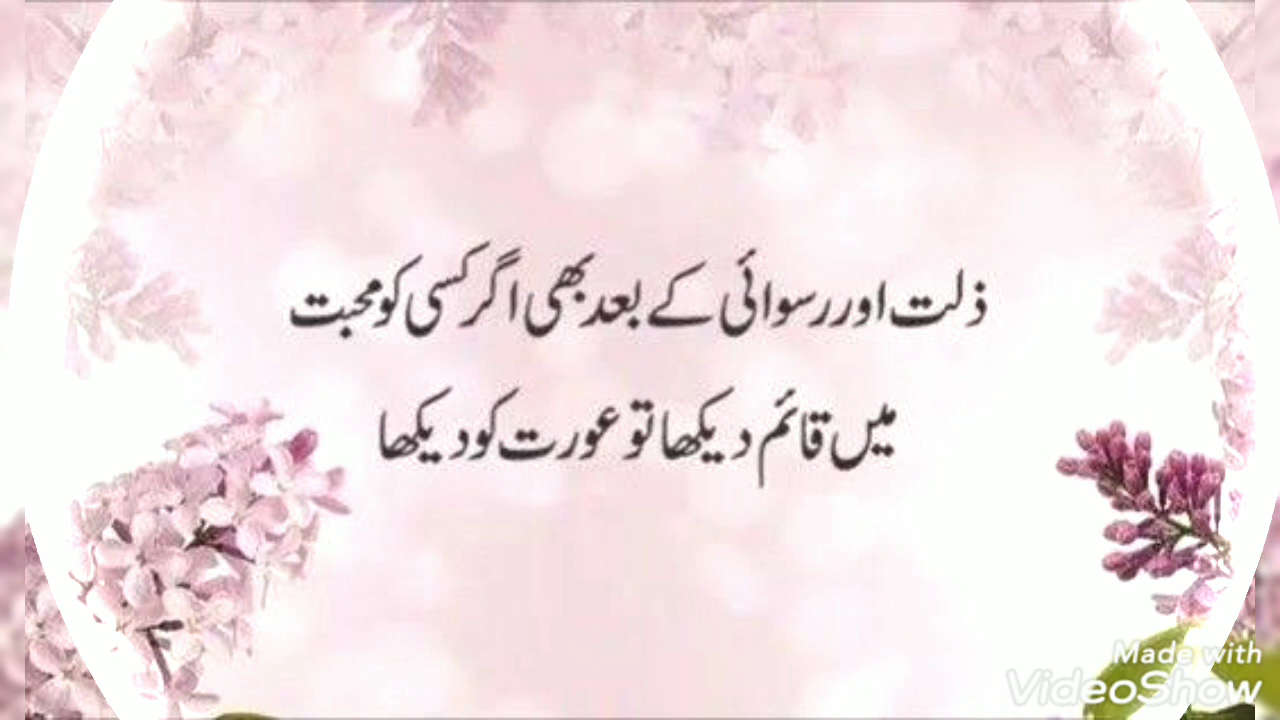 ذلت اور رسوائی کے بعد بھی اگر کسی کو محبت
میں قائم دیکھا تو عورت کو دیکھا
Made with
VideoShow